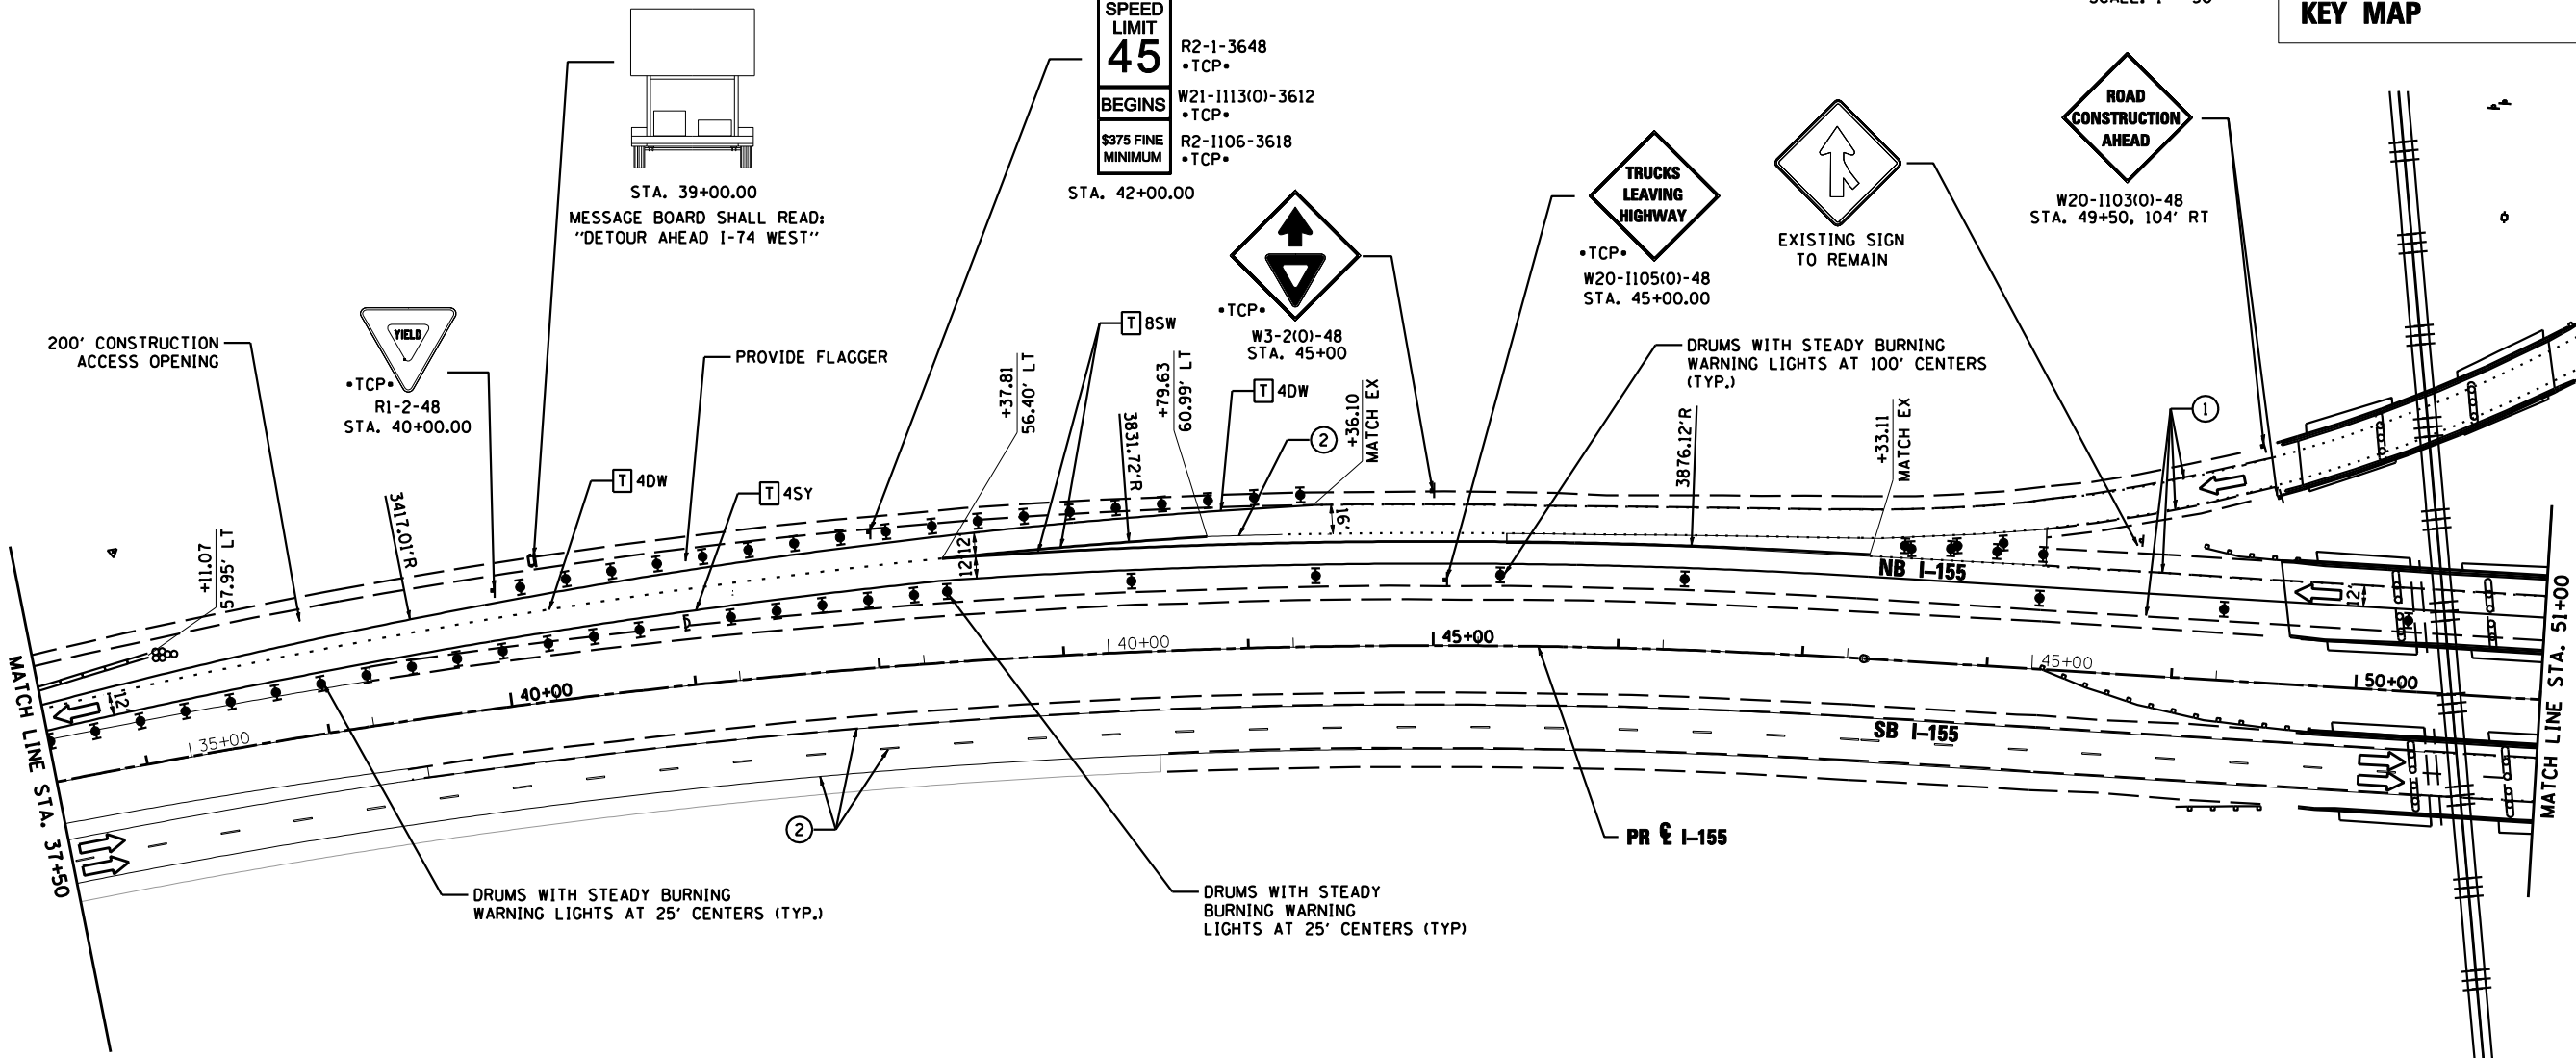 KEY MAP
SPEED
LIMIT
45
R2-1-3648
•TCP•
BEGINS
W21-I113(O)-3612
•TCP•
$375 FINE
MINIMUM
R2-I106-3618
•TCP•
STA. 42+00.00
STA. 39+00.00
MESSAGE BOARD SHALL READ:
"DETOUR AHEAD I-74 WEST"
ROAD
CONSTRUCTION
AHEAD
W20-I103(O)-48
STA. 49+50, 104' RT
TRUCKS
LEAVING
HIGHWAY
•TCP•
W20-I105(O)-48
STA. 45+00.00
EXISTING SIGN
TO REMAIN
•TCP•
W3-2(O)-48
STA. 45+00
YIELD
•TCP•
R1-2-48
STA. 40+00.00
200' CONSTRUCTION
ACCESS OPENING
PROVIDE FLAGGER
T 8SW
T 4DW
DRUMS WITH STEADY BURNING
WARNING LIGHTS AT 100' CENTERS
(TYP.)
+37.81
56.40' LT
3831.72'R
+79.63
60.99' LT
2
+36.10
MATCH EX
3876.12'R
+33.11
MATCH EX
1
T 4DW
T 4SY
3417.01'R
+11.07
57.95' LT
16'
12'
12'
12'
12'
NB I-155
40+00
45+00
45+00
50+00
40+00
35+00
SB I-155
MATCH LINE STA. 37+50
MATCH LINE STA. 51+00
2
PR ℄ I-155
DRUMS WITH STEADY BURNING
WARNING LIGHTS AT 25' CENTERS (TYP.)
DRUMS WITH STEADY
BURNING WARNING
LIGHTS AT 25' CENTERS (TYP)